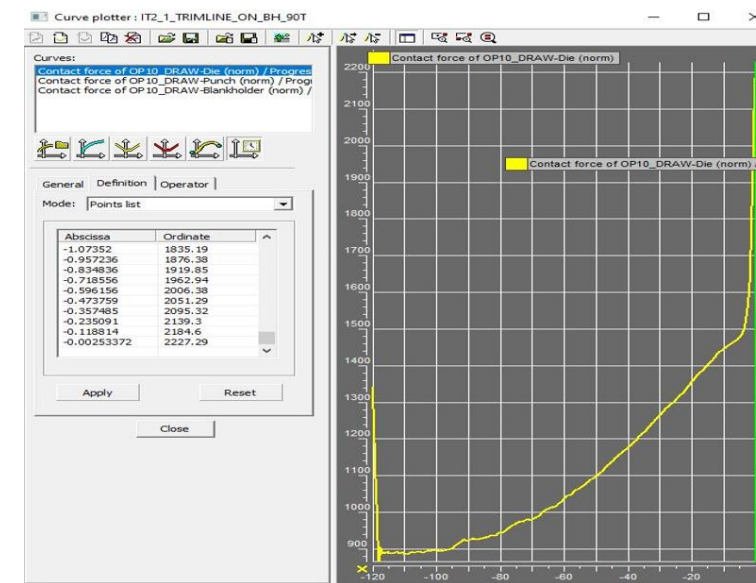 Curve plotter : IT2_1_TRIMLINE_ON_BH_90T
Curves:
Contact force of OP10_DRAW-Die (norm) / Progres
Contact force of OP10_DRAW-Punch (norm) / Progr
Contact force of OP10_DRAW-Blankholder (norm) /
General Definition Operator
Mode: Points list
Abscissa Ordinate
-1.07352 1835.19
-0.957236 1876.38
-0.834836 1919.85
-0.718556 1962.94
-0.596156 2006.38
-0.473759 2051.29
-0.357485 2095.32
-0.235091 2139.3
-0.118814 2184.6
-0.00253372 2227.29
Apply Reset
Close
Contact force of OP10_DRAW-Die (norm)
2200
2100
2000
Contact force of OP10_DRAW-Die (norm) /
1900
1800
1700
1600
1500
1400
1300
1200
1100
1000
900
-120 -100 -80 -60 -40 -20